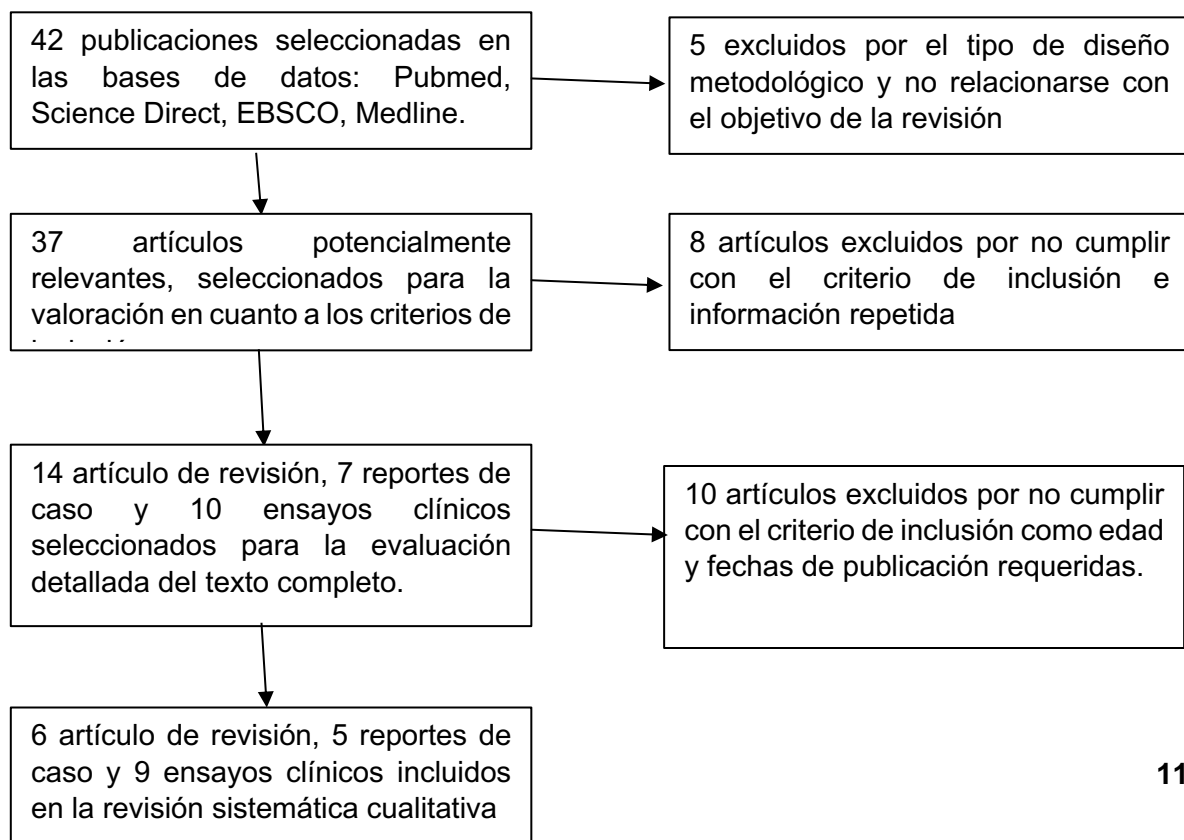 42 publicaciones seleccionadas en
las bases de datos: Pubmed,
Science Direct, EBSCO, Medline.
5 excluidos por el tipo de diseño
metodológico y no relacionarse con
el objetivo de la revisión
37 artículos potencialmente
relevantes, seleccionados para la
valoración en cuanto a los criterios de
8 artículos excluidos por no cumplir
con el criterio de inclusión e
información repetida
14 artículo de revisión, 7 reportes de
caso y 10 ensayos clínicos
seleccionados para la evaluación
detallada del texto completo.
10 artículos excluidos por no cumplir
con el criterio de inclusión como edad
y fechas de publicación requeridas.
6 artículo de revisión, 5 reportes de
caso y 9 ensayos clínicos incluidos
en la revisión sistemática cualitativa
11